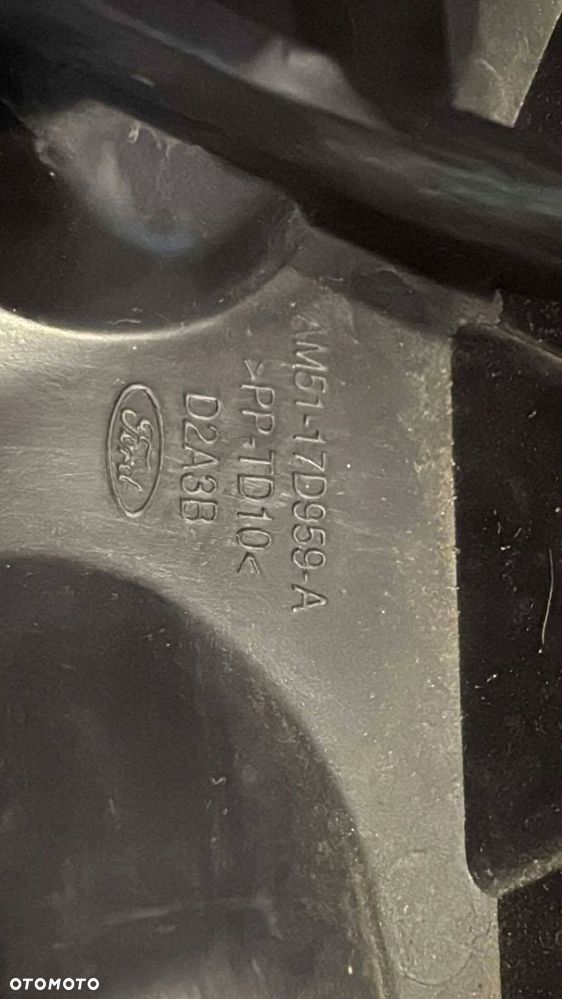 AM51-17D959-A
>PP-TD10<
D2A3B
Ford
OTOMOTO